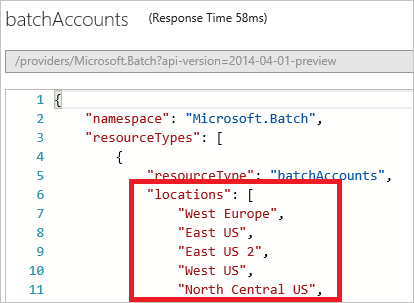 batchAccounts (Response Time 58ms)
/providers/Microsoft.Batch?api-version=2014-04-01-preview
1 {
2 "namespace": "Microsoft.Batch",
3 "resourceTypes": [
4 {
5 "resourceType": "batchAccounts",
6 "locations": [
7 "West Europe",
8 "East US",
9 "East US 2",
10 "West US",
11 "North Central US",